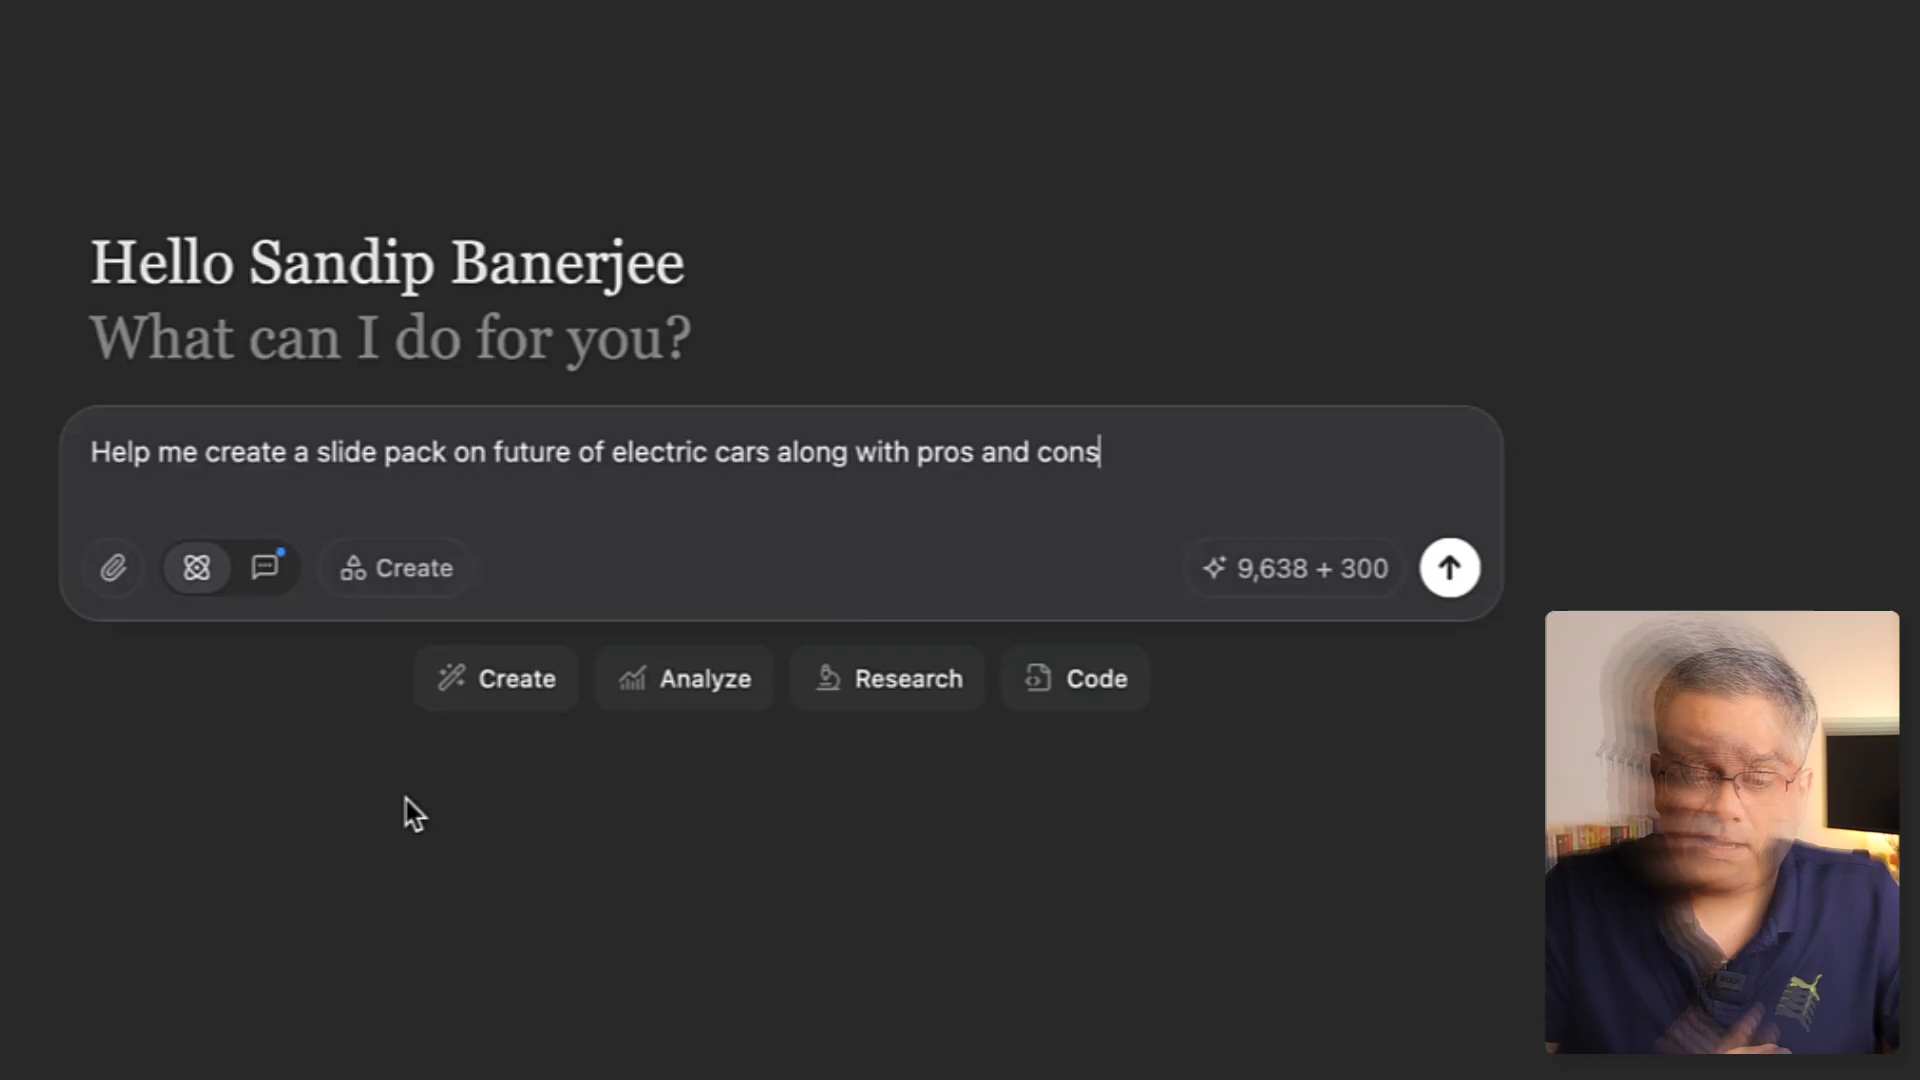 Hello Sandip Banerjee
What can I do for you?
Help me create a slide pack on future of electric cars along with pros and cons
Create
9,638 + 300
Create
Analyze
Research
Code